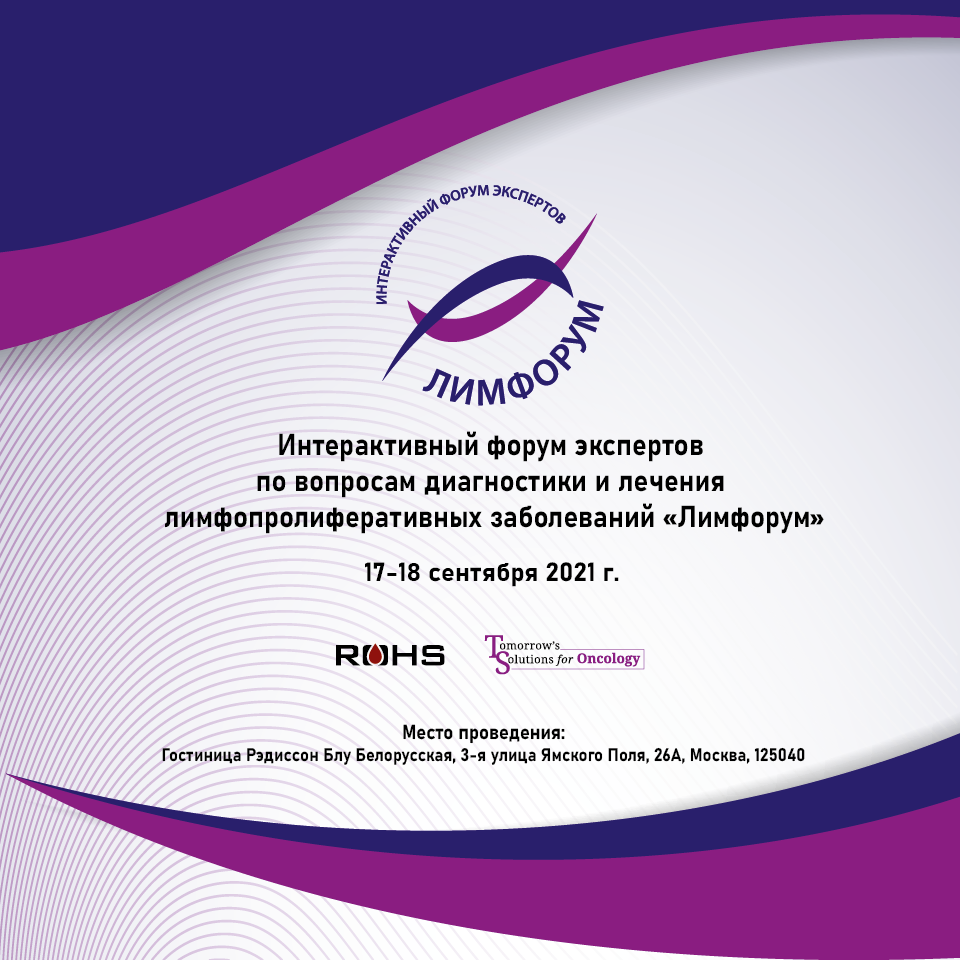 ИНТЕРАКТИВНЫЙ ФОРУМ ЭКСПЕРТОВ
ЛИМФОРУМ
Интерактивный форум экспертов
по вопросам диагностики и лечения
лимфопролиферативных заболеваний «Лимфорум»
17-18 сентября 2021 г.
ROHS
Tomorrow's
Solutions for Oncology
Место проведения:
Гостиница Рэдиссон Блу Белорусская, 3-я улица Ямского Поля, 26А, Москва, 125040